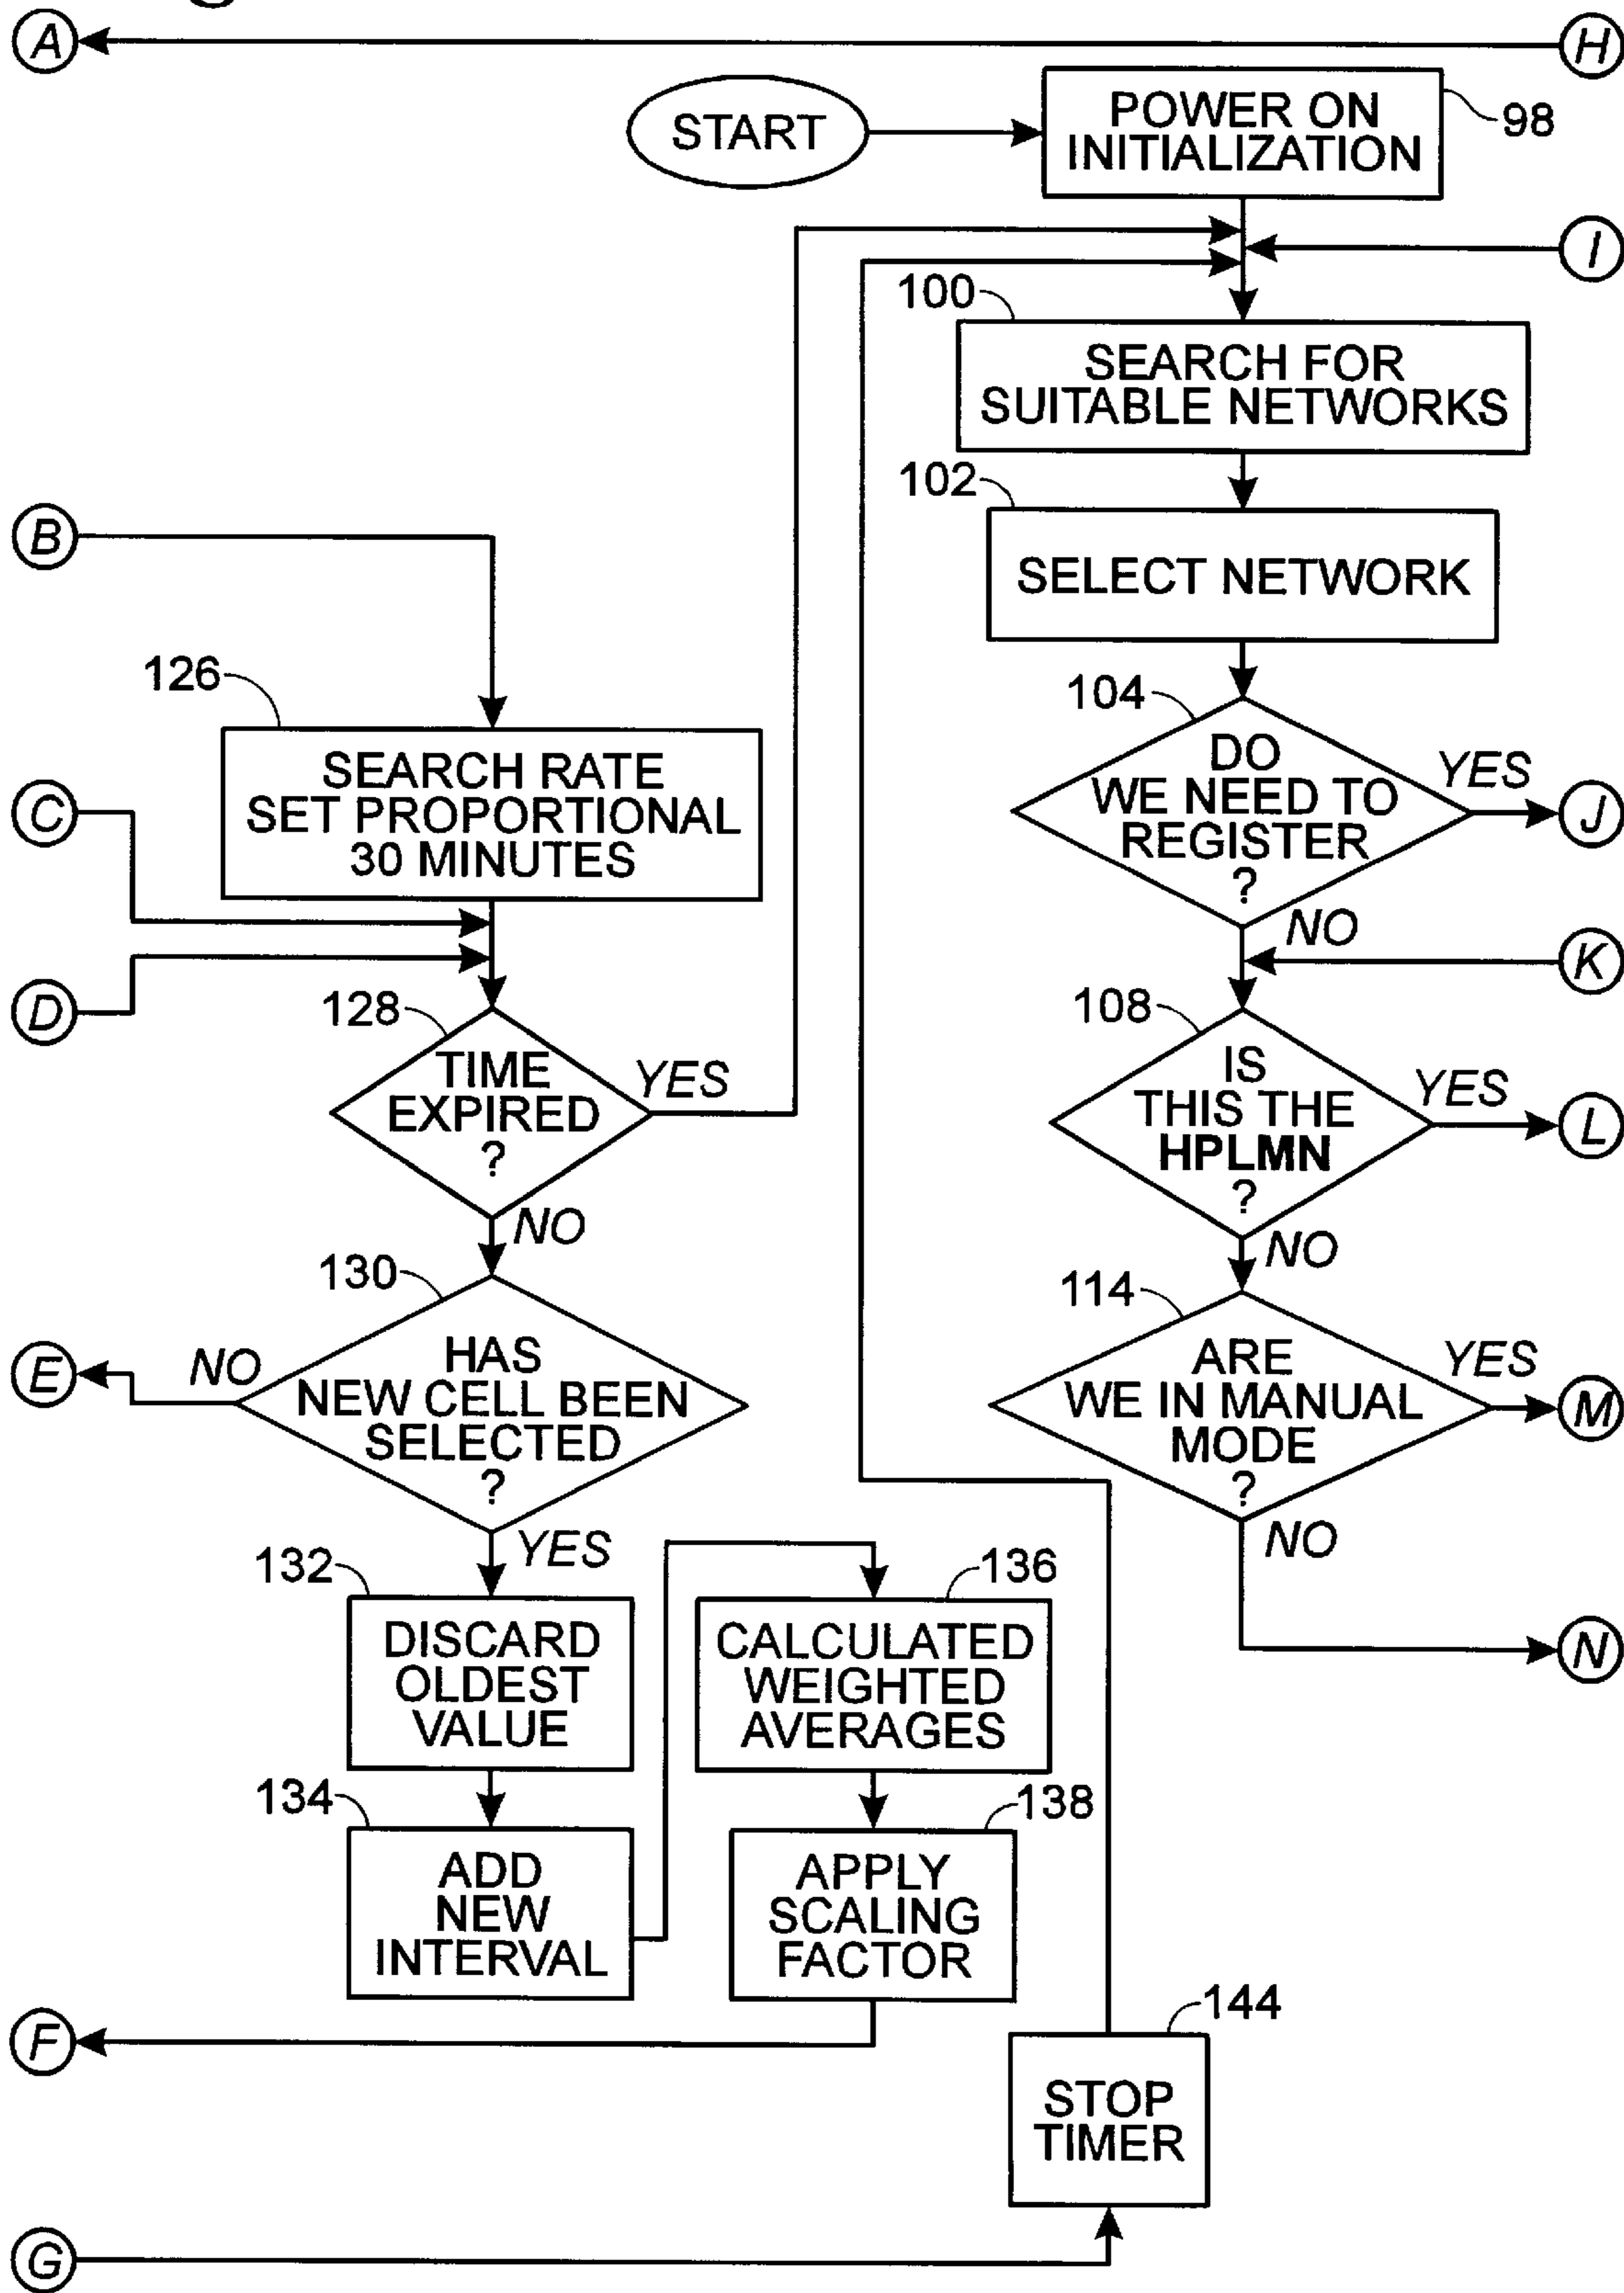 A
H
START
POWER ON
INITIALIZATION
98
I
100
SEARCH FOR
SUITABLE NETWORKS
102
SELECT NETWORK
B
126
SEARCH RATE
SET PROPORTIONAL
30 MINUTES
104
DO
WE NEED TO
REGISTER
?
YES
J
NO
C
D
K
128
TIME
EXPIRED
?
YES
NO
108
IS
THIS THE
HPLMN
?
YES
L
NO
130
HAS
NEW CELL BEEN
SELECTED
?
NO
E
YES
114
ARE
WE IN MANUAL
MODE
?
YES
M
NO
N
132
DISCARD
OLDEST
VALUE
134
ADD
NEW
INTERVAL
136
CALCULATED
WEIGHTED
AVERAGES
138
APPLY
SCALING
FACTOR
F
144
STOP
TIMER
G